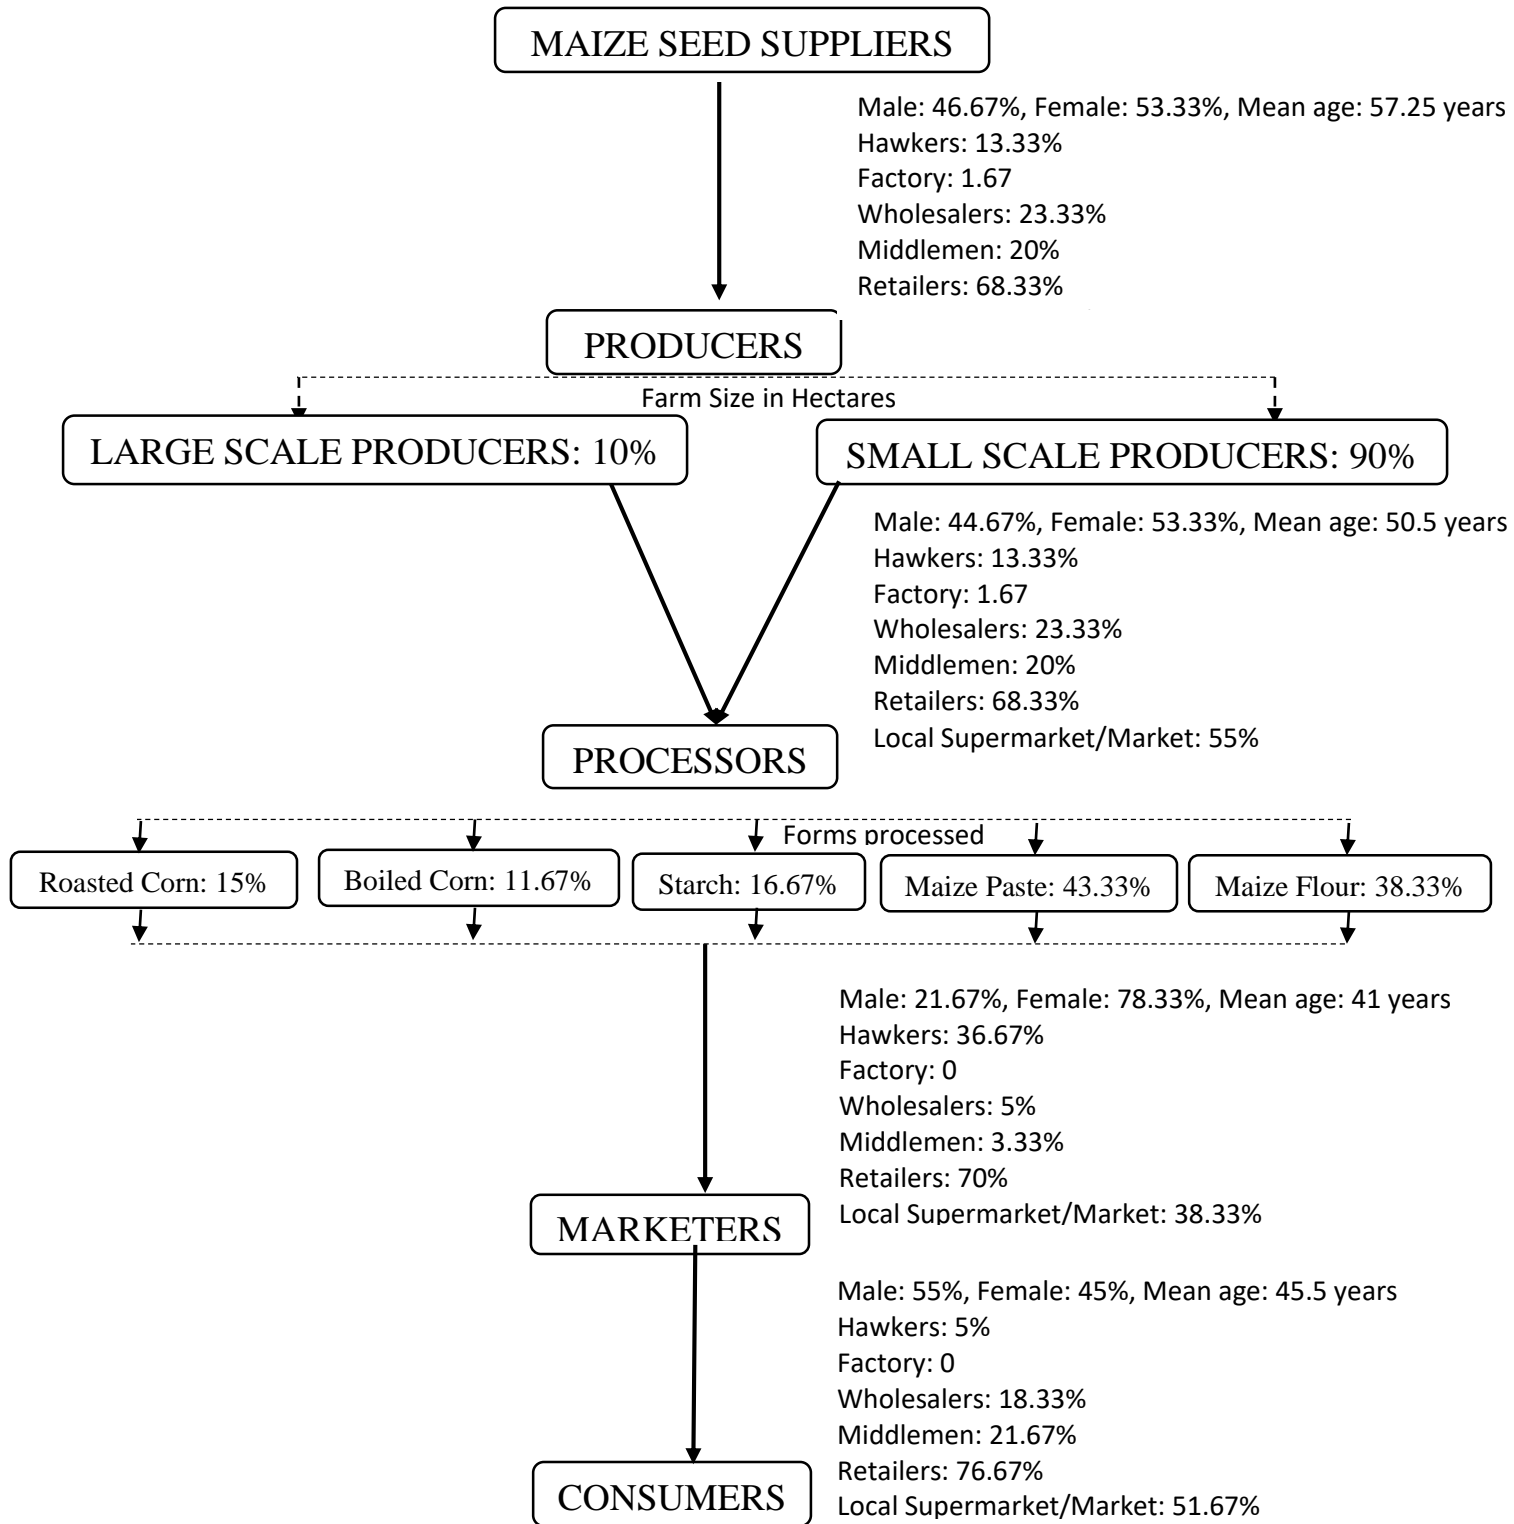 MAIZE SEED SUPPLIERS
Male: 46.67%, Female: 53.33%, Mean age: 57.25 years
Hawkers: 13.33%
Factory: 1.67
Wholesalers: 23.33%
Middlemen: 20%
Retailers: 68.33%
PRODUCERS
Farm Size in Hectares
LARGE SCALE PRODUCERS: 10%
SMALL SCALE PRODUCERS: 90%
Male: 44.67%, Female: 53.33%, Mean age: 50.5 years
Hawkers: 13.33%
Factory: 1.67
Wholesalers: 23.33%
Middlemen: 20%
Retailers: 68.33%
Local Supermarket/Market: 55%
PROCESSORS
Forms processed
Roasted Corn: 15%
Boiled Corn: 11.67%
Starch: 16.67%
Maize Paste: 43.33%
Maize Flour: 38.33%
Male: 21.67%, Female: 78.33%, Mean age: 41 years
Hawkers: 36.67%
Factory: 0
Wholesalers: 5%
Middlemen: 3.33%
Retailers: 70%
Local Supermarket/Market: 38.33%
MARKETERS
Male: 55%, Female: 45%, Mean age: 45.5 years
Hawkers: 5%
Factory: 0
Wholesalers: 18.33%
Middlemen: 21.67%
Retailers: 76.67%
Local Supermarket/Market: 51.67%
CONSUMERS